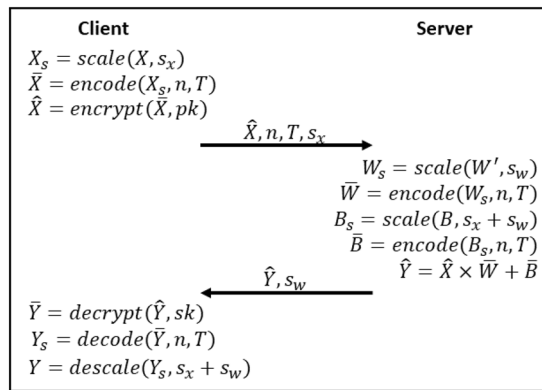 Client Server
X_s = scale(X, s_x)
X̄ = encode(X_s, n, T)
X̂ = encrypt(X̄, pk)
X̂, n, T, s_x
W_s = scale(W', s_w)
W̄ = encode(W_s, n, T)
B_s = scale(B, s_x + s_w)
B̄ = encode(B_s, n, T)
Ŷ = X̂ × W̄ + B̄
Ŷ, s_w
Ȳ = decrypt(Ŷ, sk)
Y_s = decode(Ȳ, n, T)
Y = descale(Y_s, s_x + s_w)